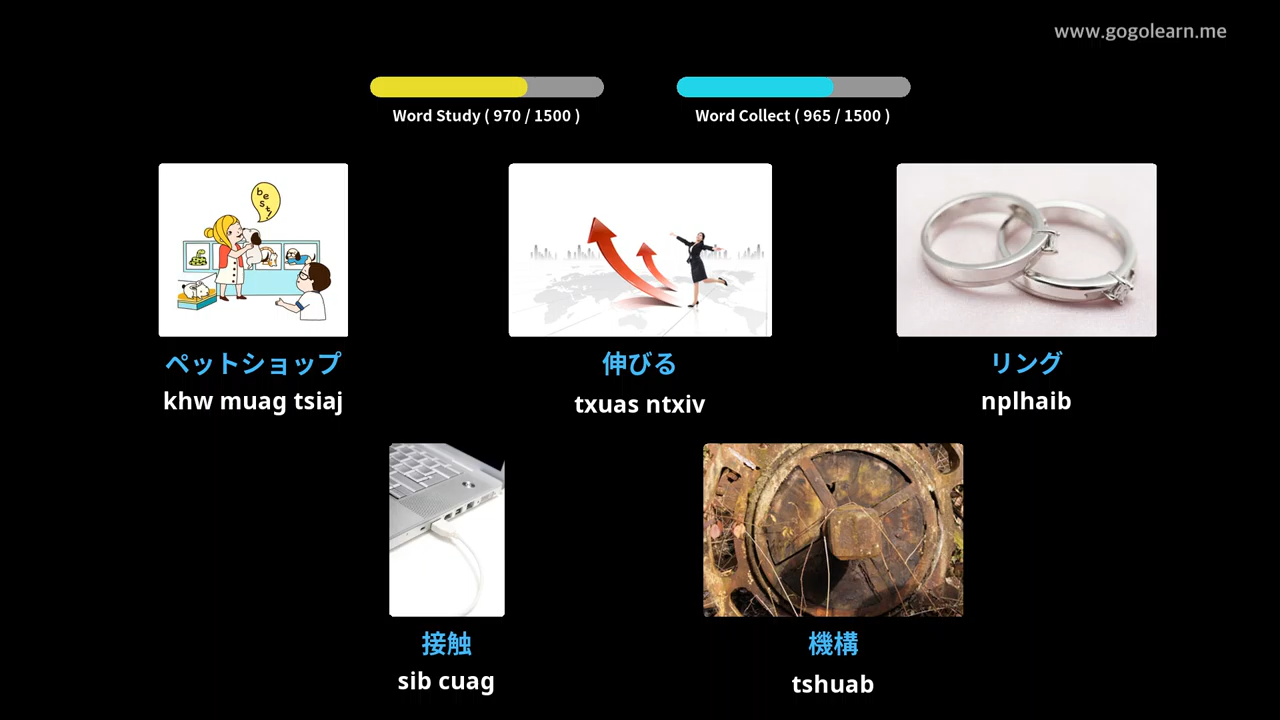 www.gogolearn.me
Word Study ( 970 / 1500 )
Word Collect ( 965 / 1500 )
best!
ペットショップ
khw muag tsiaj
伸びる
txuas ntxiv
リング
nplhaib
接触
sib cuag
機構
tshuab